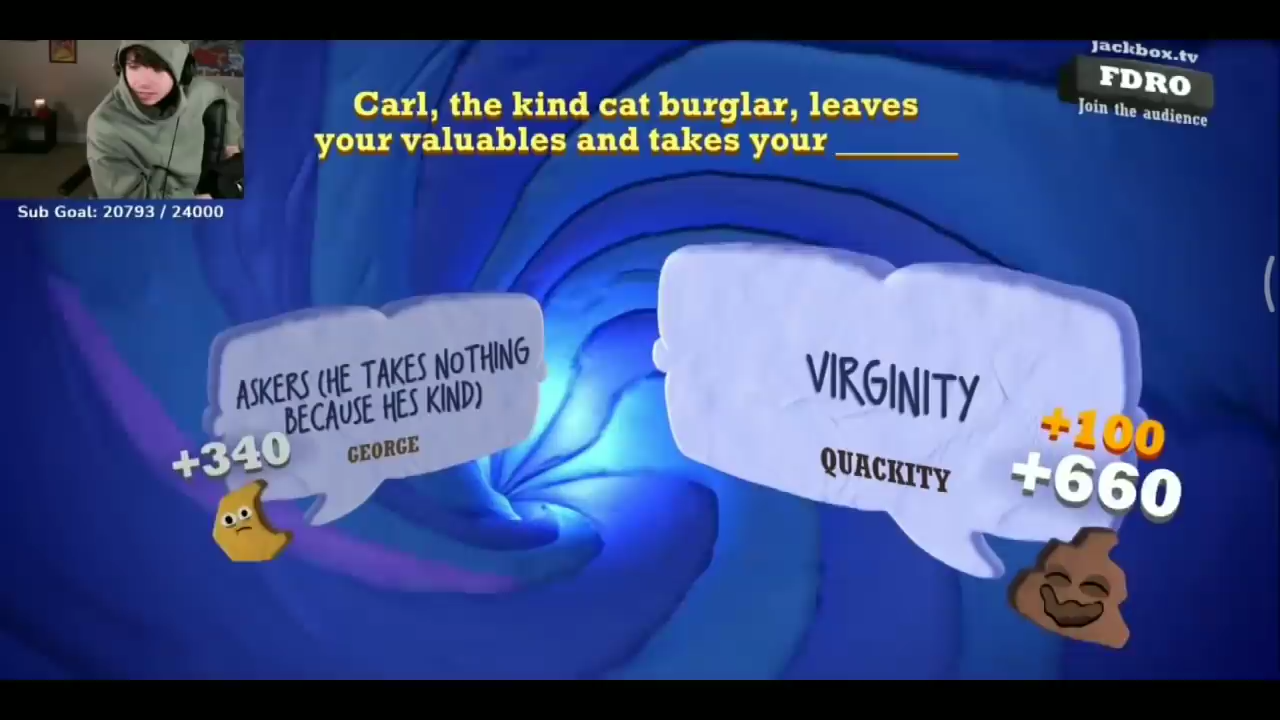 jackbox.tv
FDRO
Join the audience
Carl, the kind cat burglar, leaves
your valuables and takes your ______
Sub Goal: 20793 / 24000
ASKERS (HE TAKES NOTHING
BECAUSE HES KIND)
GEORGE
+340
VIRGINITY
QUACKITY
+100
+660